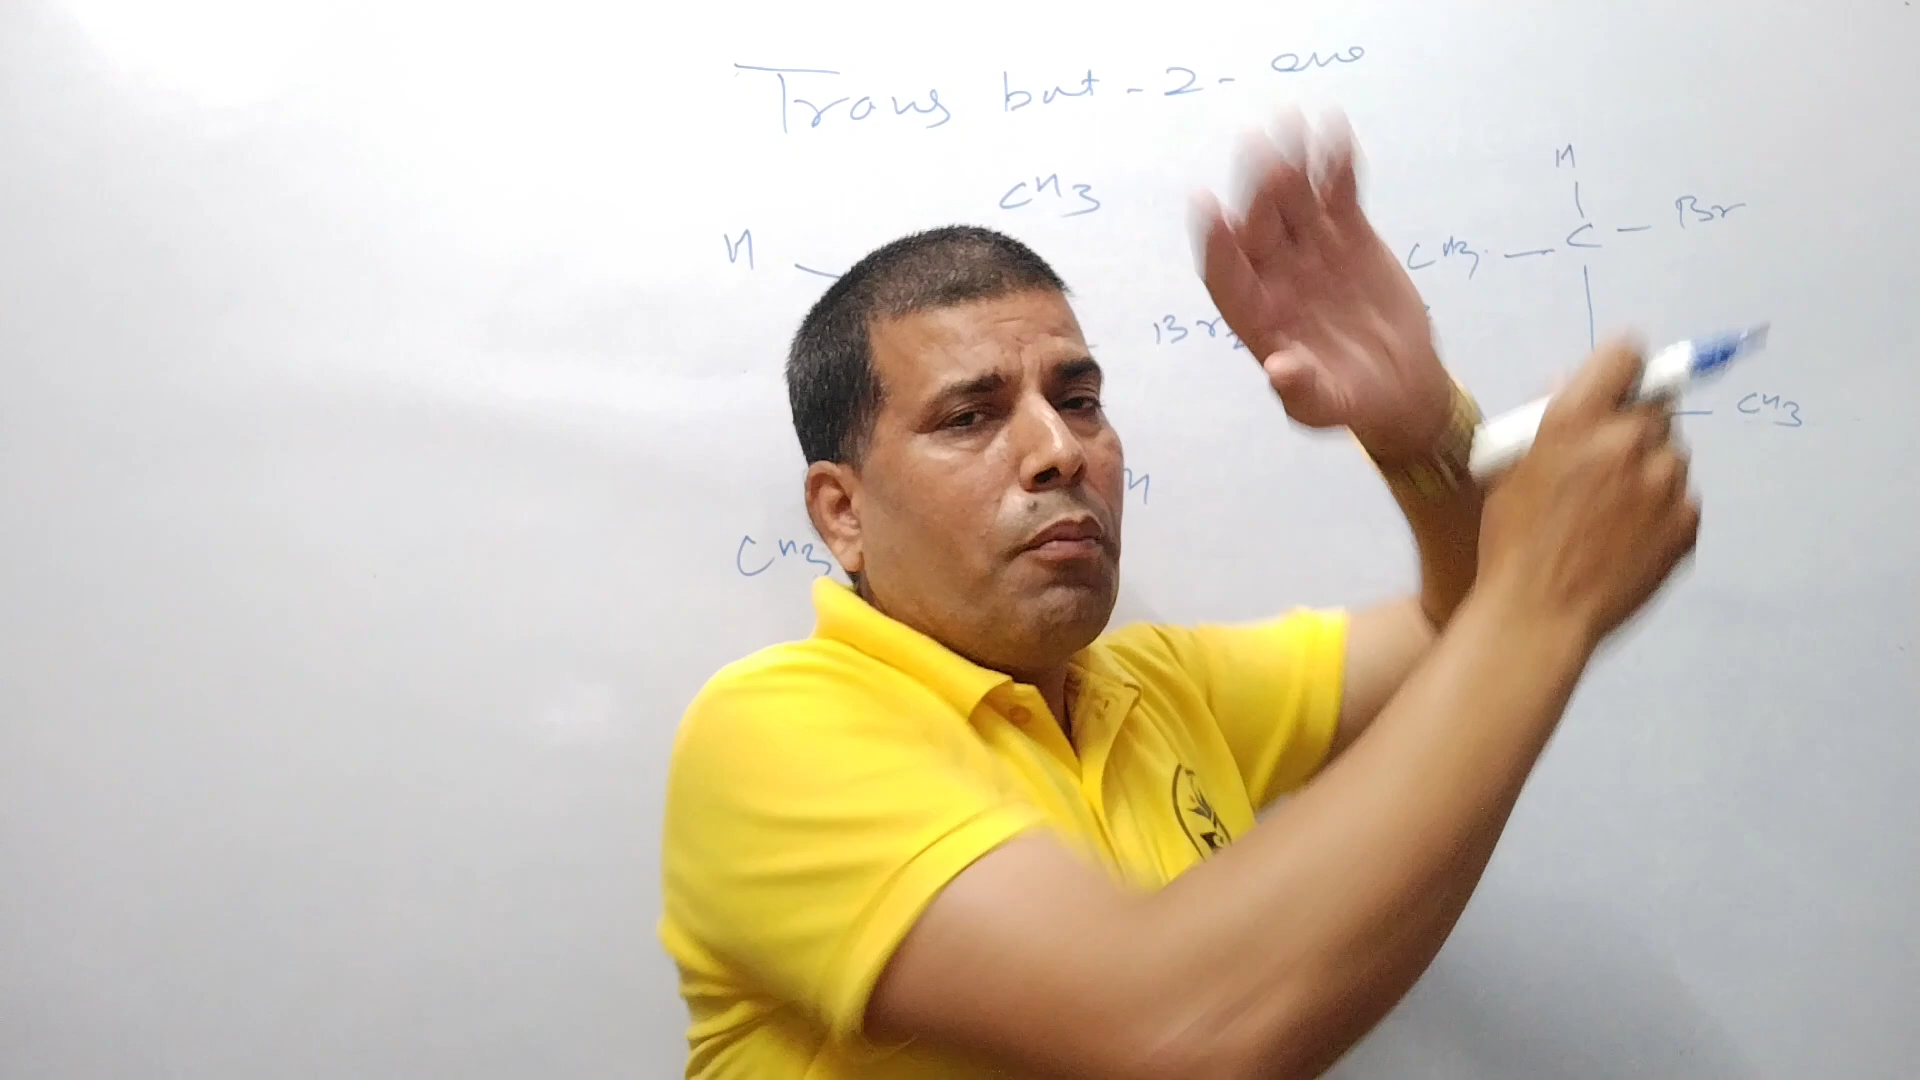 Trans but-2-ene
CH3 H
H CH3 C - Br
Br2
CH3
H
CH3